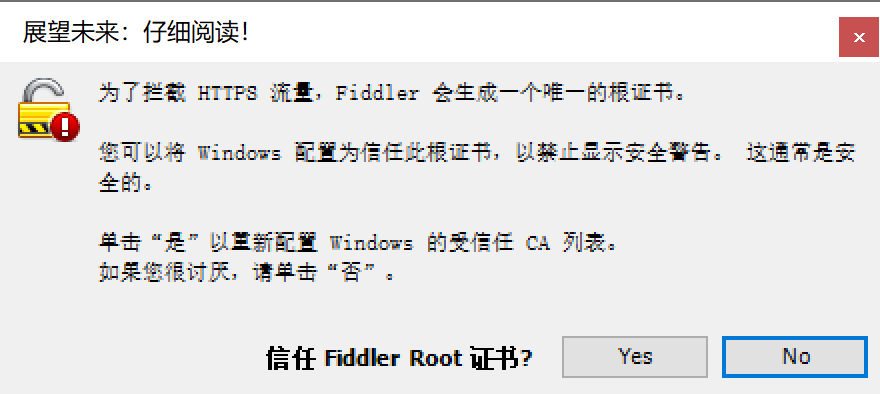 展望未来：仔细阅读！
为了拦截 HTTPS 流量，Fiddler 会生成一个唯一的根证书。
您可以将 Windows 配置为信任此根证书，以禁止显示安全警告。 这通常是安
全的。
单击“是”以重新配置 Windows 的受信任 CA 列表。
如果您很讨厌，请单击“否”。
信任 Fiddler Root 证书?
Yes
No